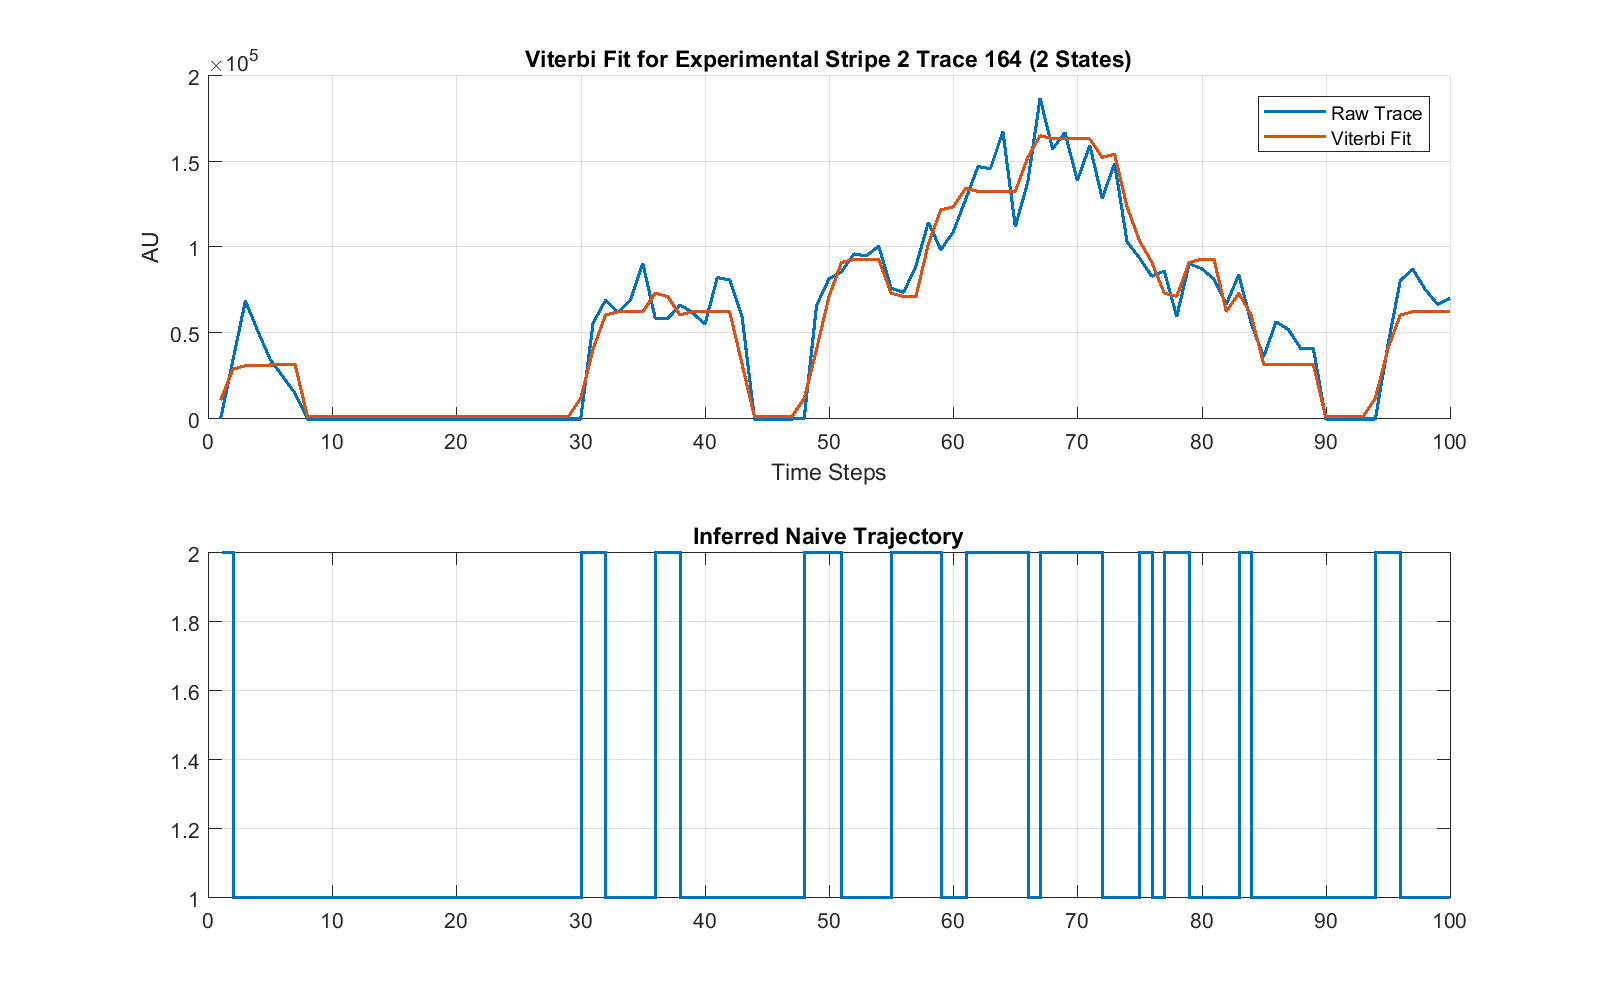 Viterbi Fit for Experimental Stripe 2 Trace 164 (2 States)
×10^5
2
1.5
1
0.5
0
AU
Raw Trace
Viterbi Fit
0 10 20 30 40 50 60 70 80 90 100
Time Steps
Inferred Naive Trajectory
2
1.8
1.6
1.4
1.2
1
0 10 20 30 40 50 60 70 80 90 100